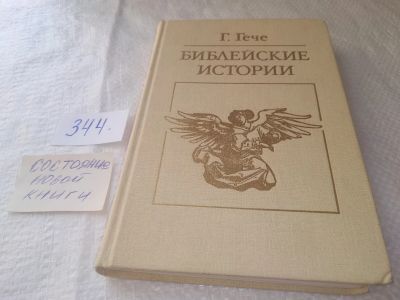 Г. Гече
БИБЛЕЙСКИЕ
ИСТОРИИ
344.
СОСТОЯНИЕ
НОВОЙ
КНИГИ